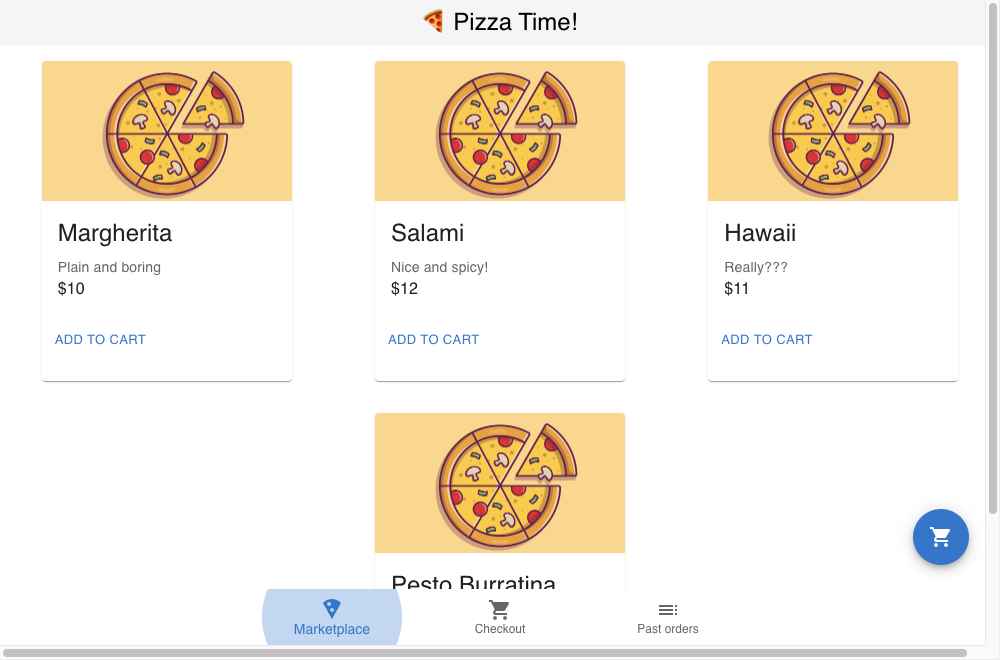 Pizza Time!
Margherita
Plain and boring
$10
ADD TO CART
Salami
Nice and spicy!
$12
ADD TO CART
Hawaii
Really???
$11
ADD TO CART
Pesto Burratina
Marketplace
Checkout
Past orders